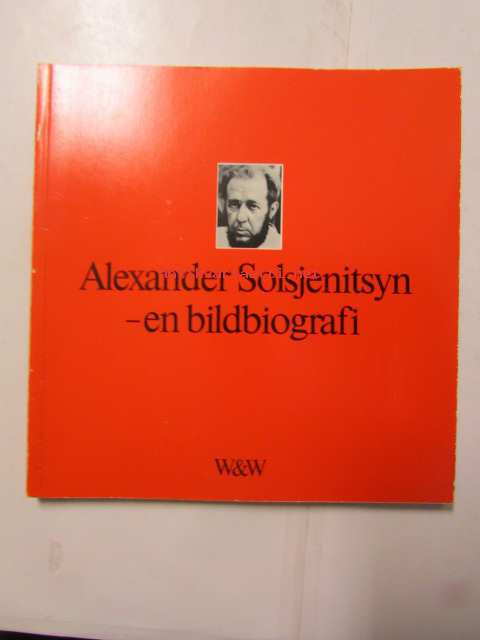 Alexander Solsjenitsyn
–en bildbiografi
W&W